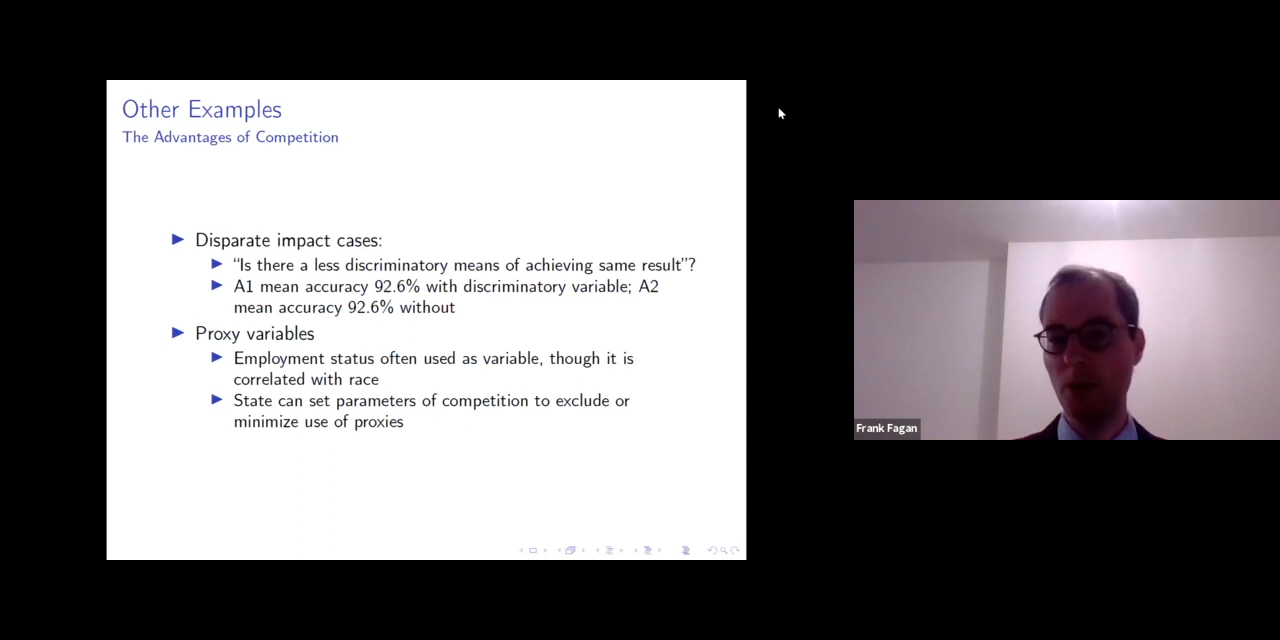 Other Examples
The Advantages of Competition
Disparate impact cases:
“Is there a less discriminatory means of achieving same result”?
A1 mean accuracy 92.6% with discriminatory variable; A2
mean accuracy 92.6% without
Proxy variables
Employment status often used as variable, though it is
correlated with race
State can set parameters of competition to exclude or
minimize use of proxies
Frank Fagan